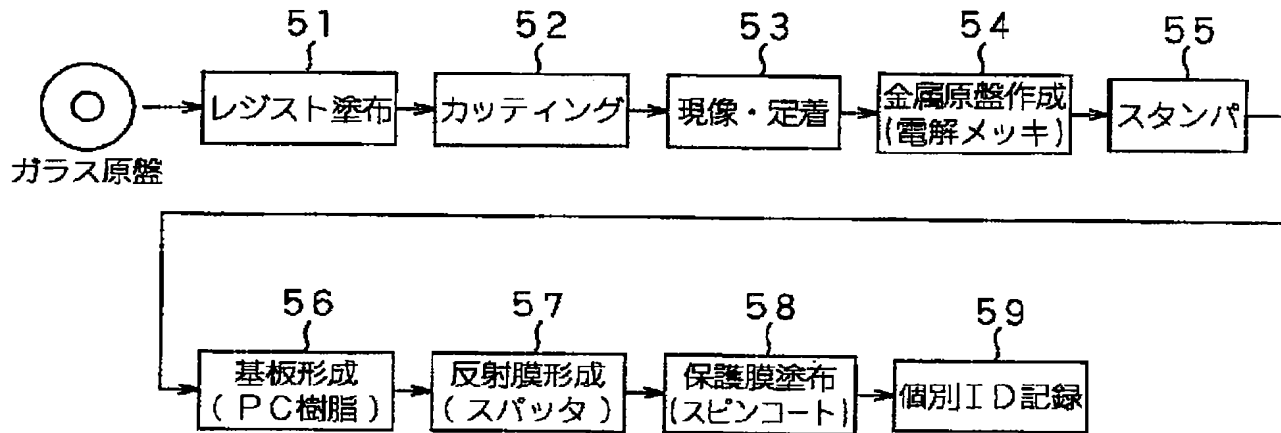 51
52
53
54
55
レジスト塗布
カッティング
現像・定着
金属原盤作成
(電解メッキ)
スタンパ
ガラス原盤
56
57
58
59
基板形成
(PC樹脂)
反射膜形成
(スパッタ)
保護膜塗布
(スピンコート)
個別ID記録